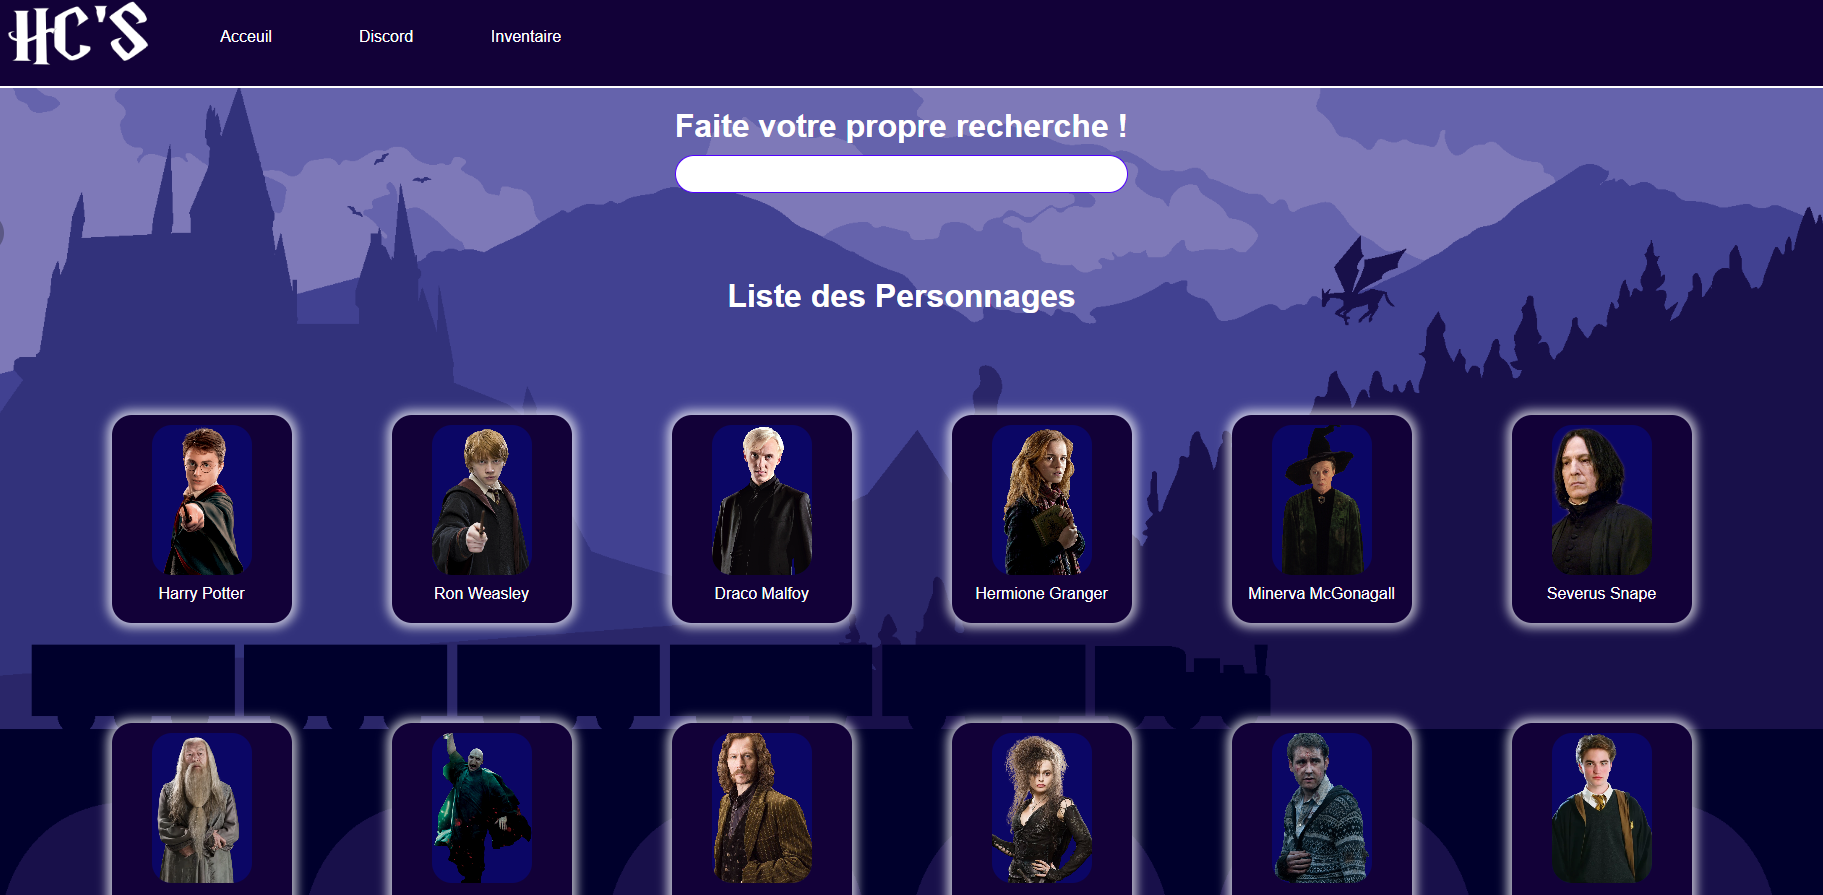 HC'S
Acceuil
Discord
Inventaire
Faite votre propre recherche !
Liste des Personnages
Harry Potter
Ron Weasley
Draco Malfoy
Hermione Granger
Minerva McGonagall
Severus Snape